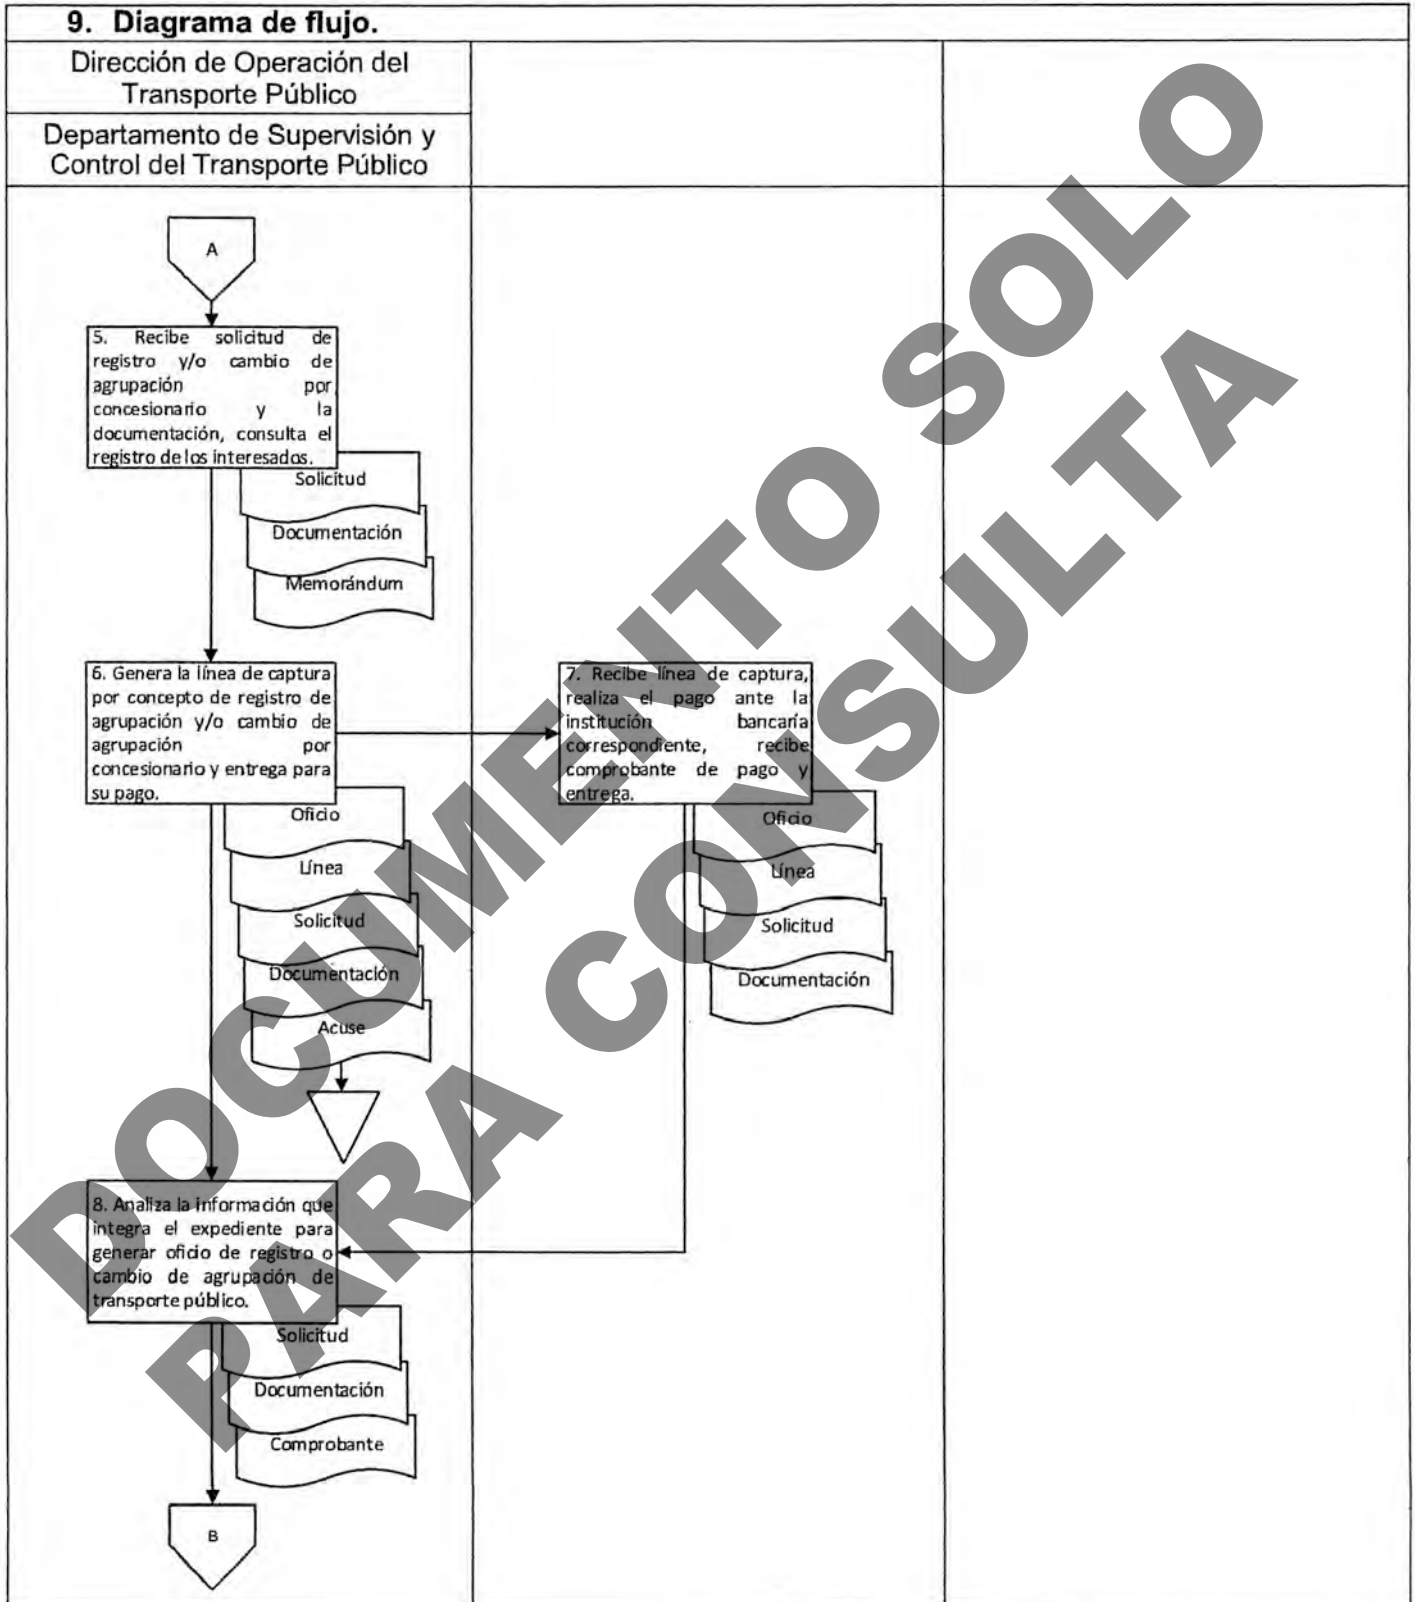 9. Diagrama de flujo.
Dirección de Operación del
Transporte Público
Departamento de Supervisión y
Control del Transporte Público
A
5. Recibe solicitud de
registro y/o cambio de
agrupación por
concesionario y la
documentación, consulta el
registro de los interesados.
Solicitud
Documentación
Memorándum
6. Genera la línea de captura
por concepto de registro de
agrupación y/o cambio de
agrupación por
concesionario y entrega para
su pago.
Oficio
Línea
Solicitud
Documentación
Acuse
7. Recibe línea de captura,
realiza el pago ante la
institución bancaría
correspondiente, recibe
comprobante de pago y
entrega.
Oficio
Línea
Solicitud
Documentación
8. Analiza la información que
integra el expediente para
generar oficio de registro o
cambio de agrupación de
transporte público.
Solicitud
Documentación
Comprobante
B
DOCUMENTO SOLO
PARA CONSULTA